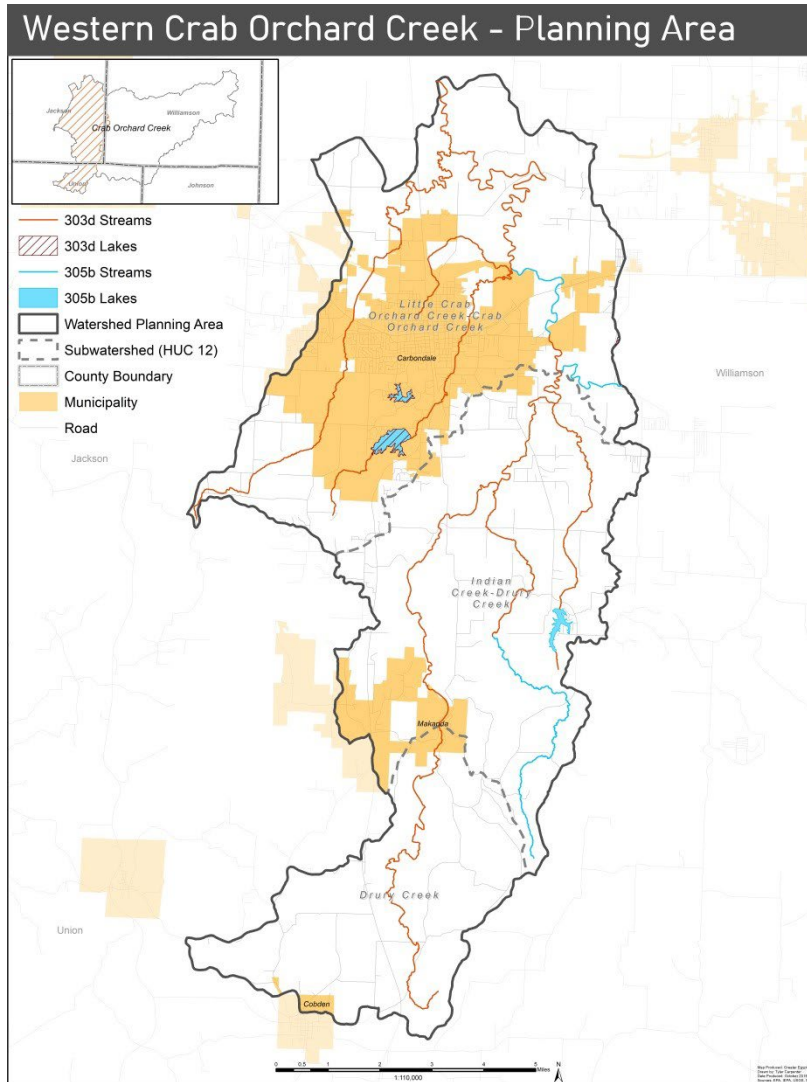 Western Crab Orchard Creek - Planning Area
Jackson
Williamson
Crab Orchard Creek
Union
Johnson
303d Streams
303d Lakes
305b Streams
305b Lakes
Watershed Planning Area
Subwatershed (HUC 12)
County Boundary
Municipality
Road
Little Crab
Orchard Creek-Crab
Orchard Creek
Carbondale
Williamson
Jackson
Indian
Creek-Drury
Creek
Makanda
Drury Creek
Union
Cobden
0 0.5 1 2 3 4 5
Miles
1:110,000
N